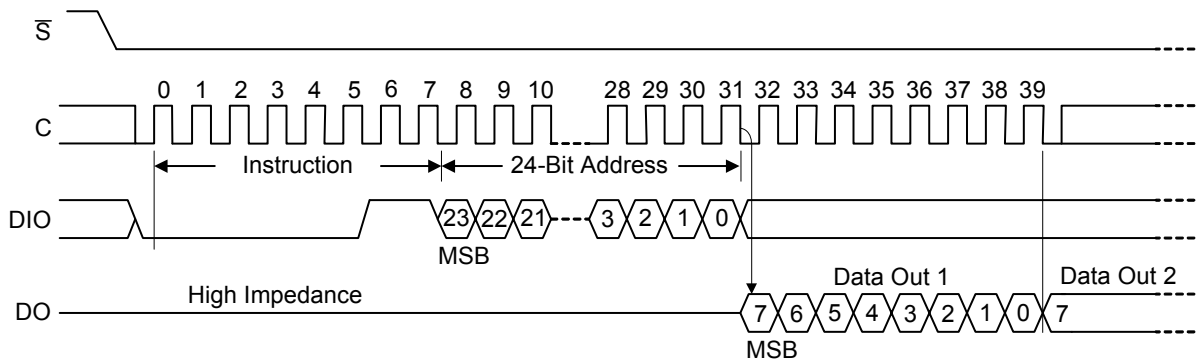 S̅
0 1 2 3 4 5 6 7 8 9 10 28 29 30 31 32 33 34 35 36 37 38 39
C
Instruction 24-Bit Address
DIO 23 22 21 3 2 1 0
MSB
High Impedance Data Out 1 Data Out 2
DO 7 6 5 4 3 2 1 0 7
MSB